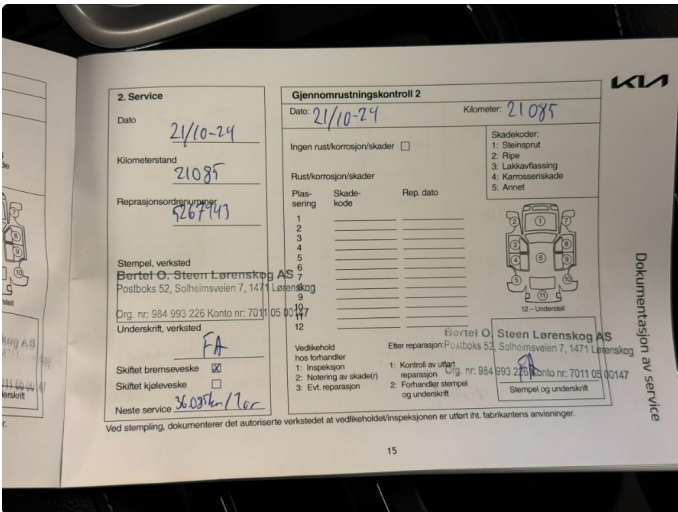 KIA
2. Service
Dato
21/10-24
Kilometerstand
21085
Reprasjonsordrenummer
5267943
Stempel, verksted
Bertel O. Steen Lørenskog AS
Postboks 52, Solheimsveien 7, 1471 Lørenskog
Org. nr: 984 993 226 Konto nr: 7011 05 00147
Underskrift, verksted
FA
Skiftet bremseveske ☒
Skiftet kjøleveske ☐
Neste service 36.085km/1år
Gjennomrustningskontroll 2
Dato: 21/10-24
Kilometer: 21085
Ingen rust/korrosjon/skader ☐
Skadekoder:
1: Steinsprut
2: Ripe
3: Lakkavflassing
4: Karrosseriskade
5: Annet
Rust/korrosjon/skader
Plas-sering Skade-kode Rep. dato
1
2
3
4
5
6
7
8
9
10
11
12
12 – Understell
Vedlikehold
hos forhandler
1: Inspeksjon
2: Notering av skade(r)
3: Evt. reparasjon
Etter reparasjon:
1: Kontroll av utført
reparasjon
2: Forhandler stempel
og underskrift
Bertel O. Steen Lørenskog AS
Postboks 52, Solheimsveien 7, 1471 Lørenskog
Org. nr: 984 993 226 Konto nr: 7011 05 00147
FA
Stempel og underskrift
Dokumentasjon av service
Ved stempling, dokumenterer det autoriserte verkstedet at vedlikeholdet/inspeksjonen er utført iht. fabrikantens anvisninger.
15